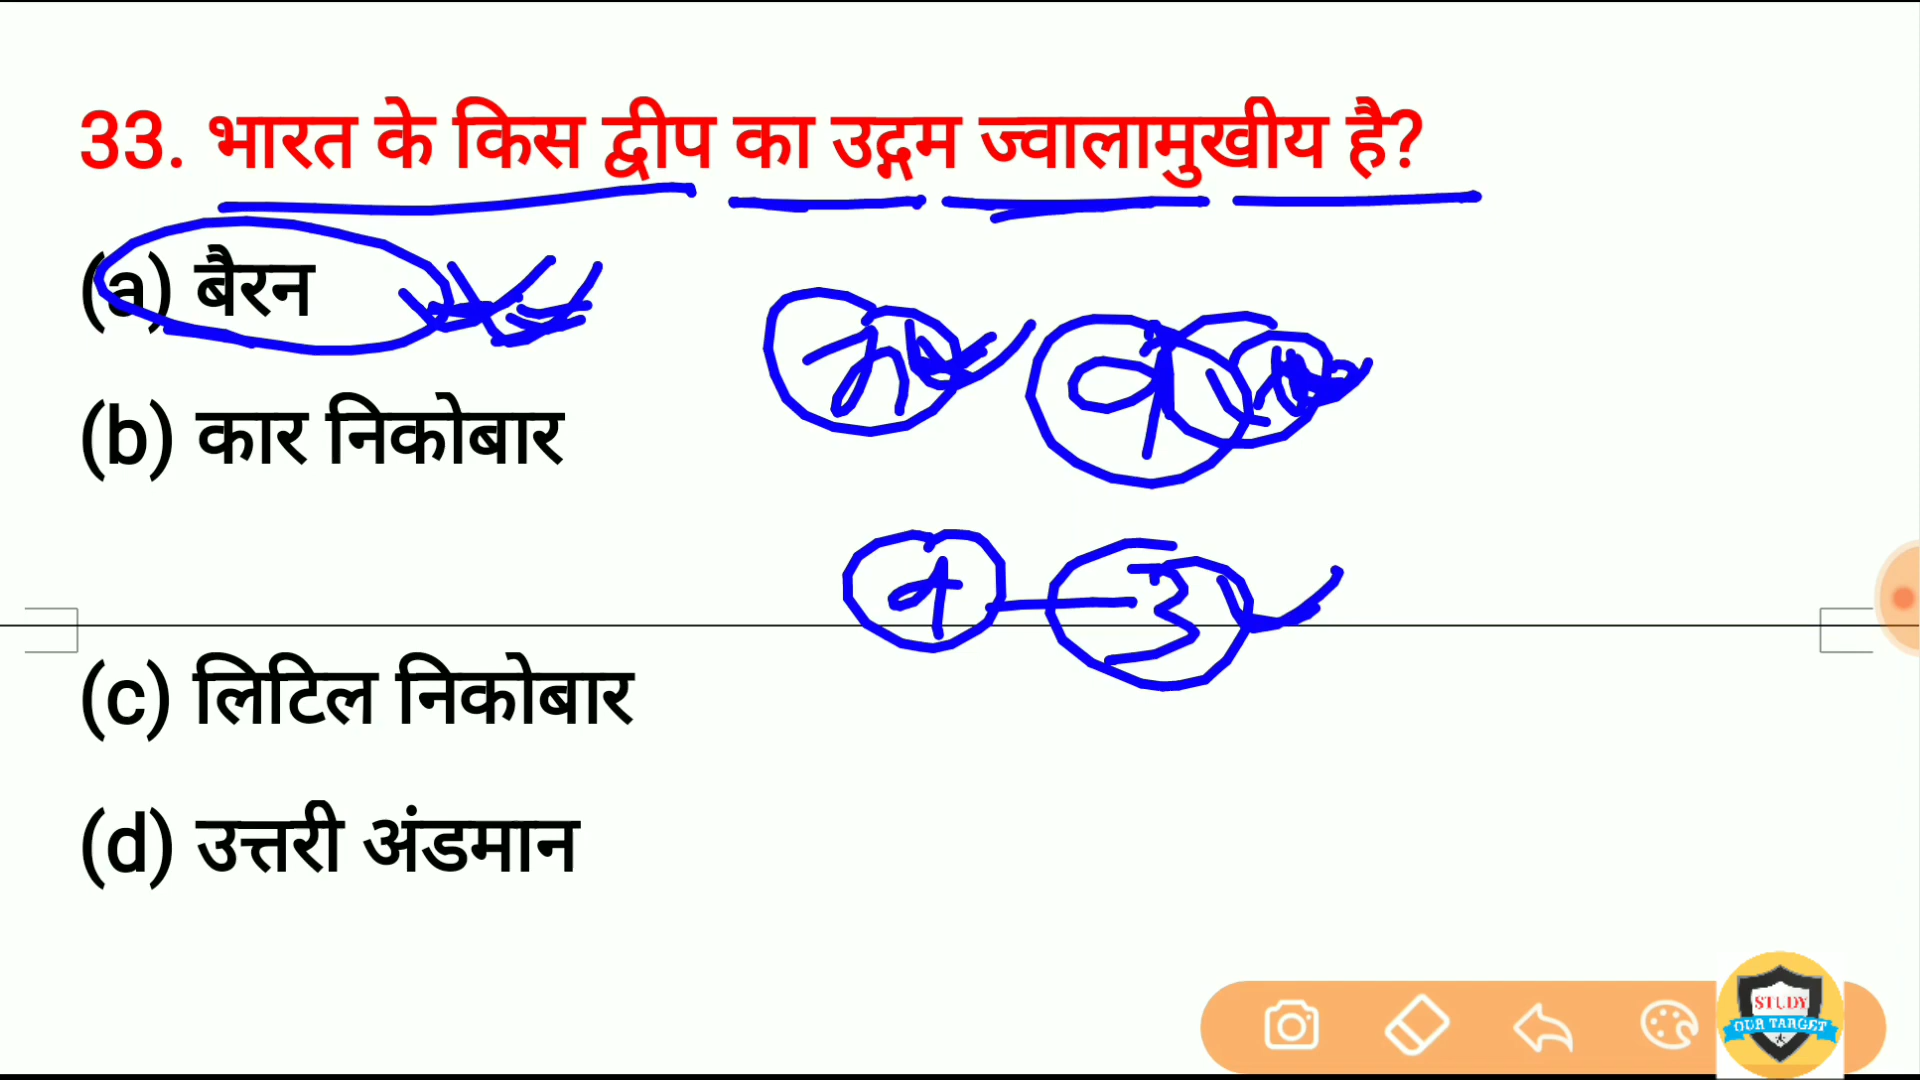 33. भारत के किस द्वीप का उद्गम ज्वालामुखीय है?
(a) बैरन
(b) कार निकोबार
(c) लिटिल निकोबार
(d) उत्तरी अंडमान
STUDY
OUR TARGET